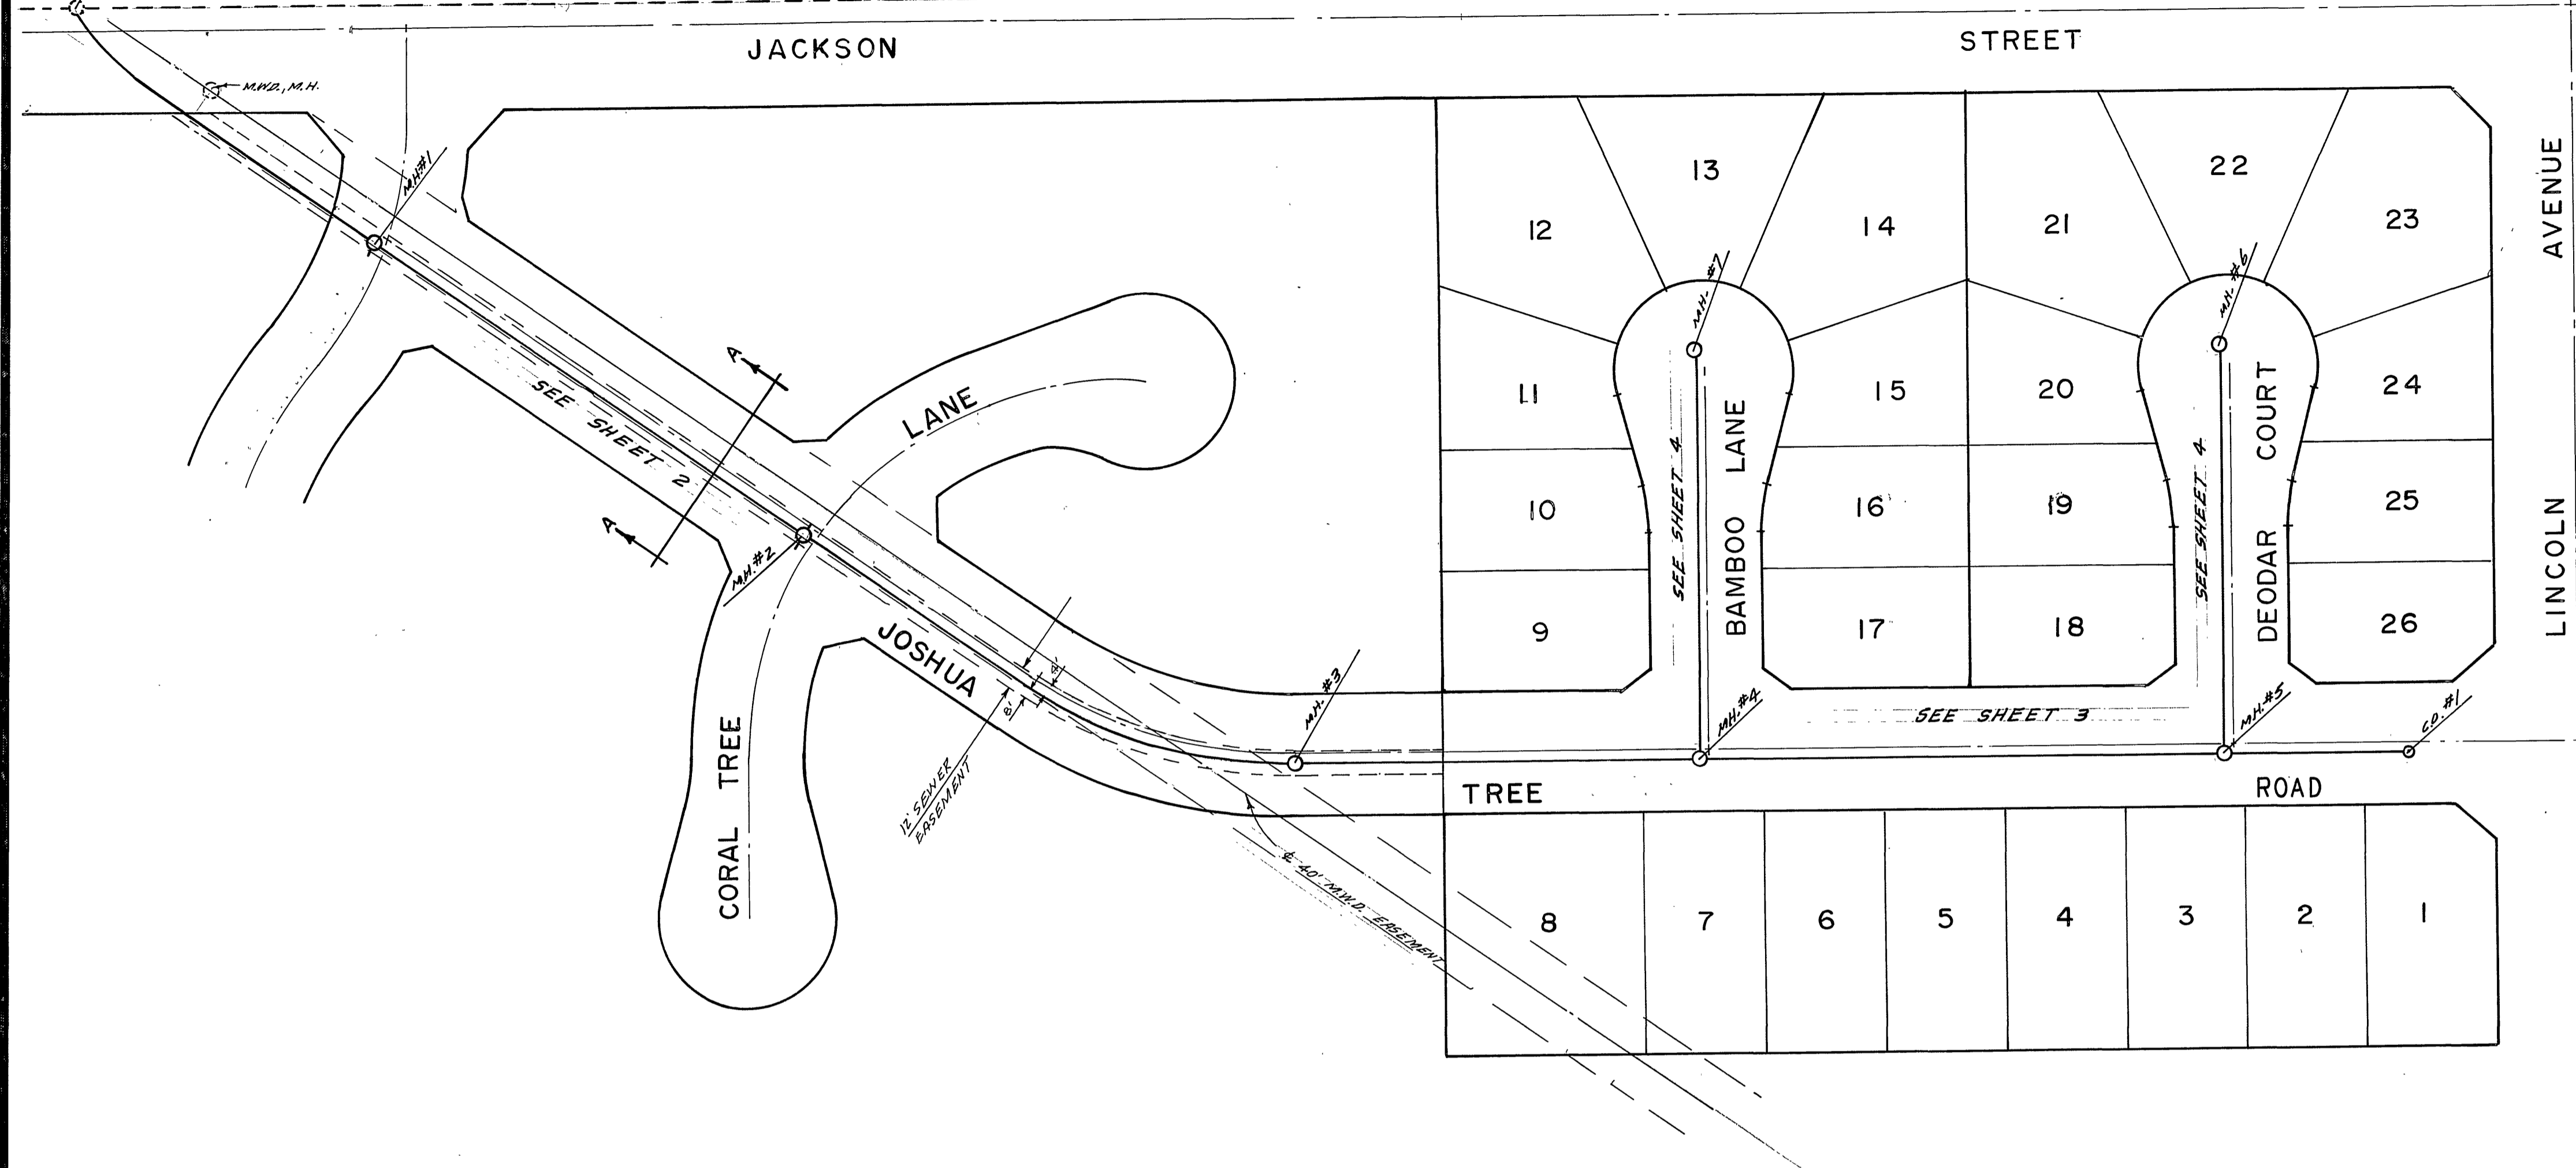 JACKSON STREET
M.W.D., M.H.
M.H.#1
13
22
12
14
21
23
AVENUE
M.H. #7
M.H. #6
A
A
SEE SHEET 2
LANE
11
15
20
24
SEE SHEET 4
BAMBOO LANE
SEE SHEET 4
DEODAR COURT
10
16
19
25
LINCOLN
M.H.#2
9
17
18
26
JOSHUA
4'
8'
M.H. #3
M.H.#4
SEE SHEET 3
M.H.#5
C.O.#1
12' SEWER
EASEMENT
CORAL TREE
TREE ROAD
℄ 40' M.W.D. EASEMENT
8
7
6
5
4
3
2
1